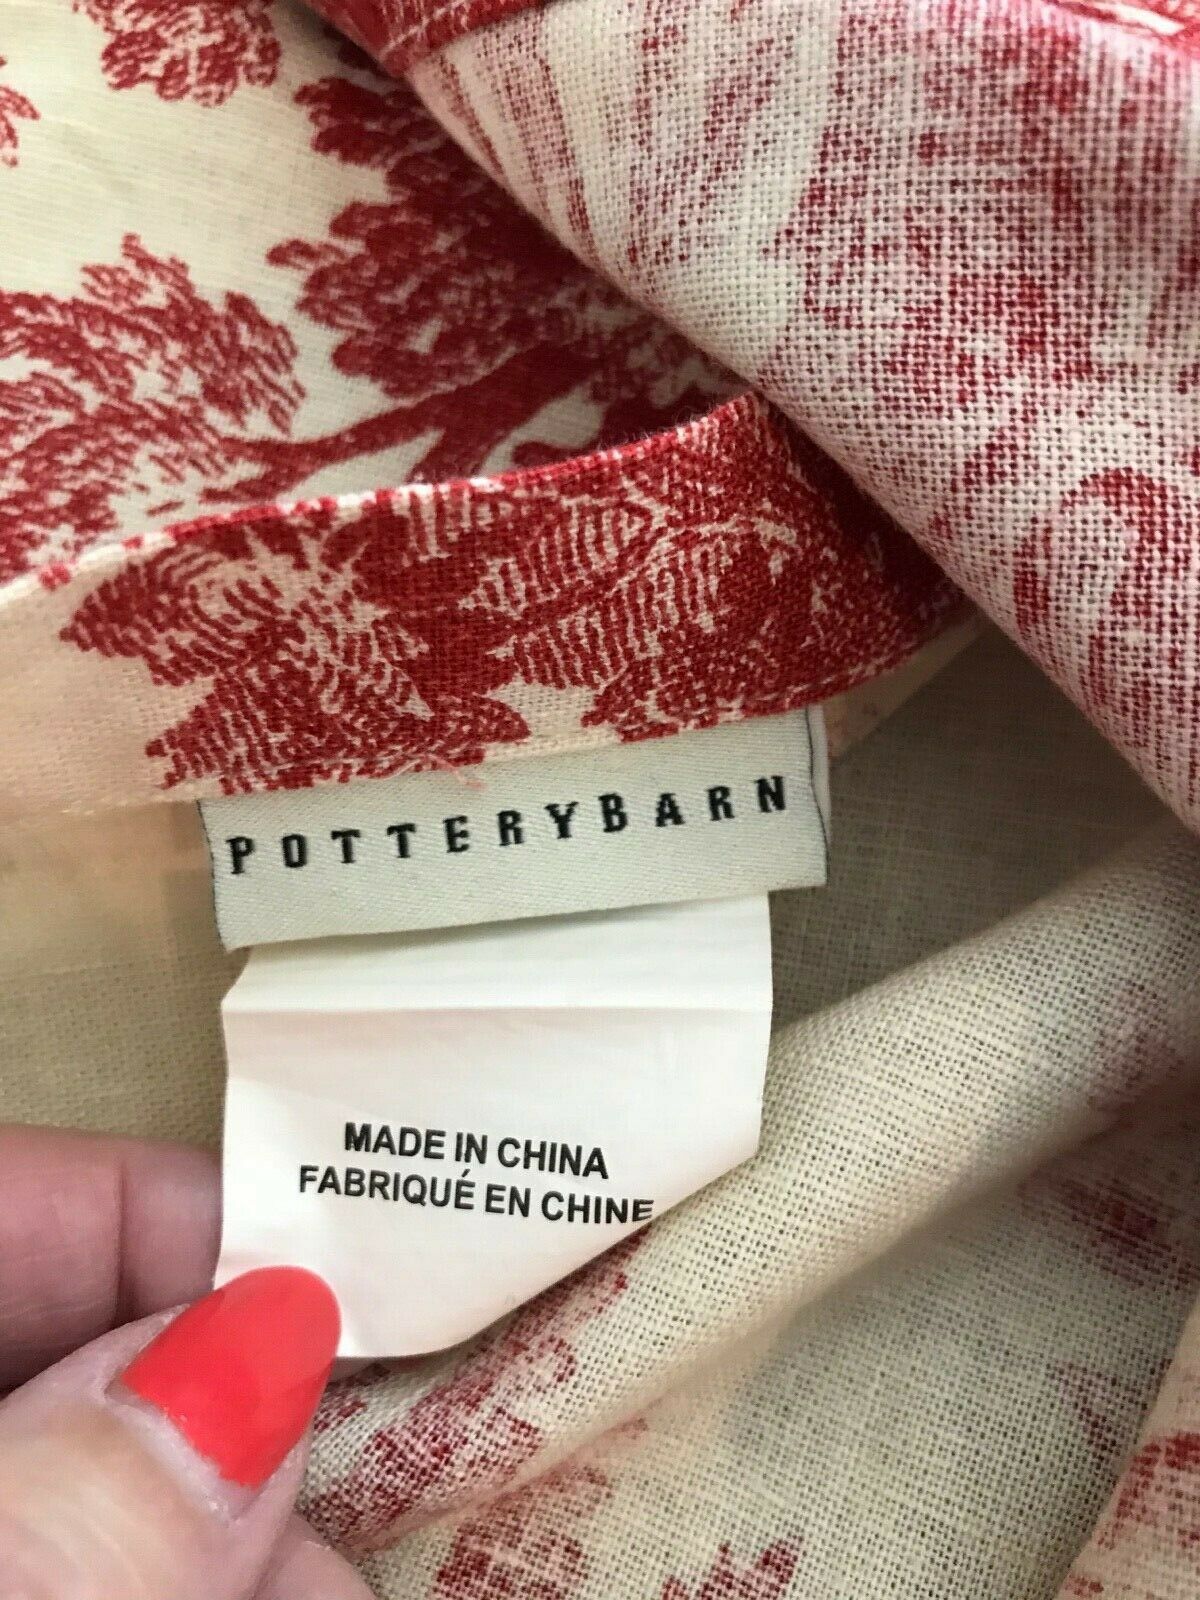 POTTERYBARN
MADE IN CHINA
FABRIQUÉ EN CHINE